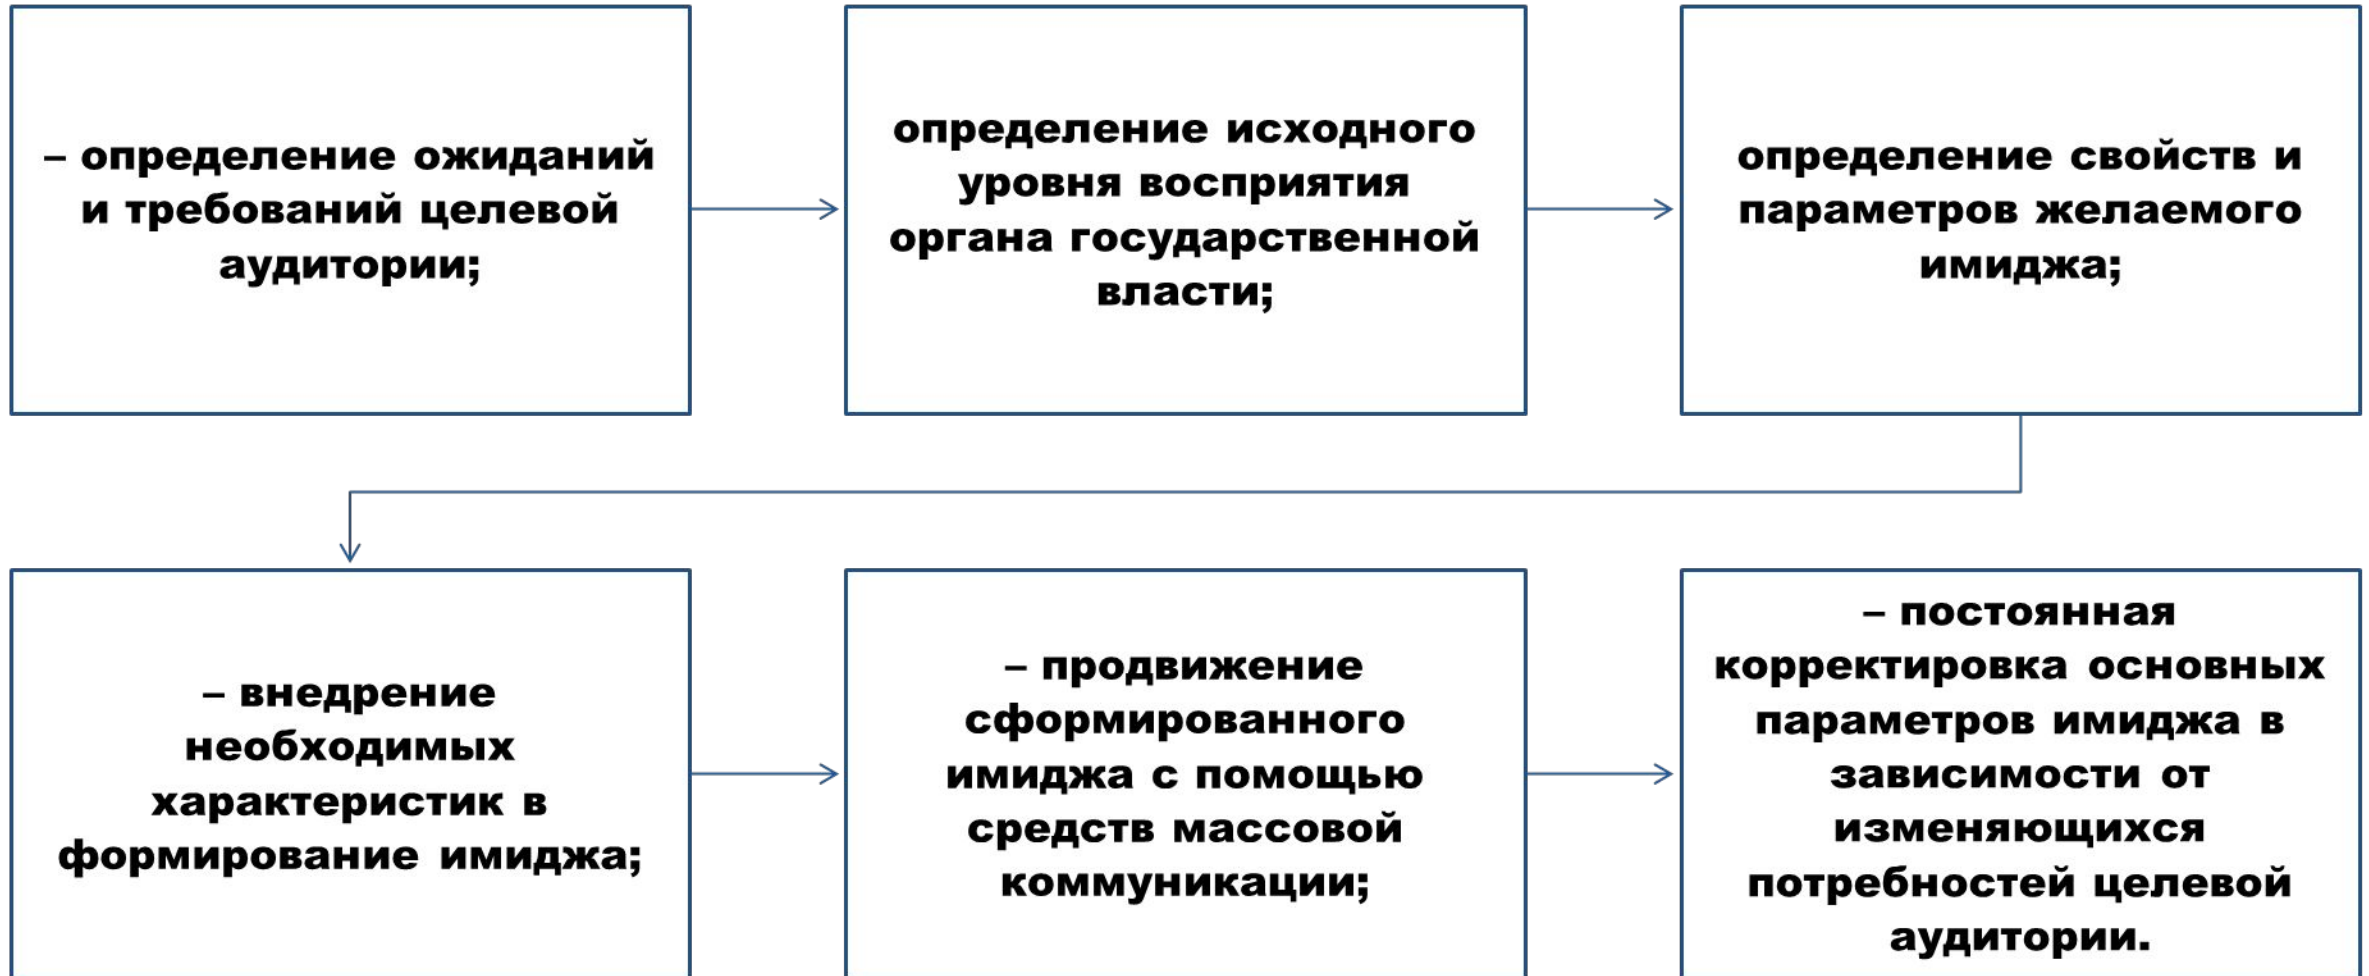 – определение ожиданий
и требований целевой
аудитории;
определение исходного
уровня восприятия
органа государственной
власти;
определение свойств и
параметров желаемого
имиджа;
– внедрение
необходимых
характеристик в
формирование имиджа;
– продвижение
сформированного
имиджа с помощью
средств массовой
коммуникации;
– постоянная
корректировка основных
параметров имиджа в
зависимости от
изменяющихся
потребностей целевой
аудитории.